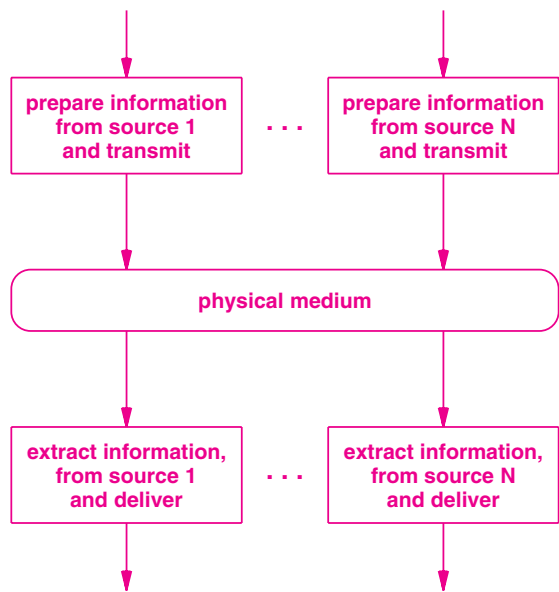 prepare information
from source 1
and transmit
. . .
prepare information
from source N
and transmit
physical medium
extract information,
from source 1
and deliver
. . .
extract information,
from source N
and deliver